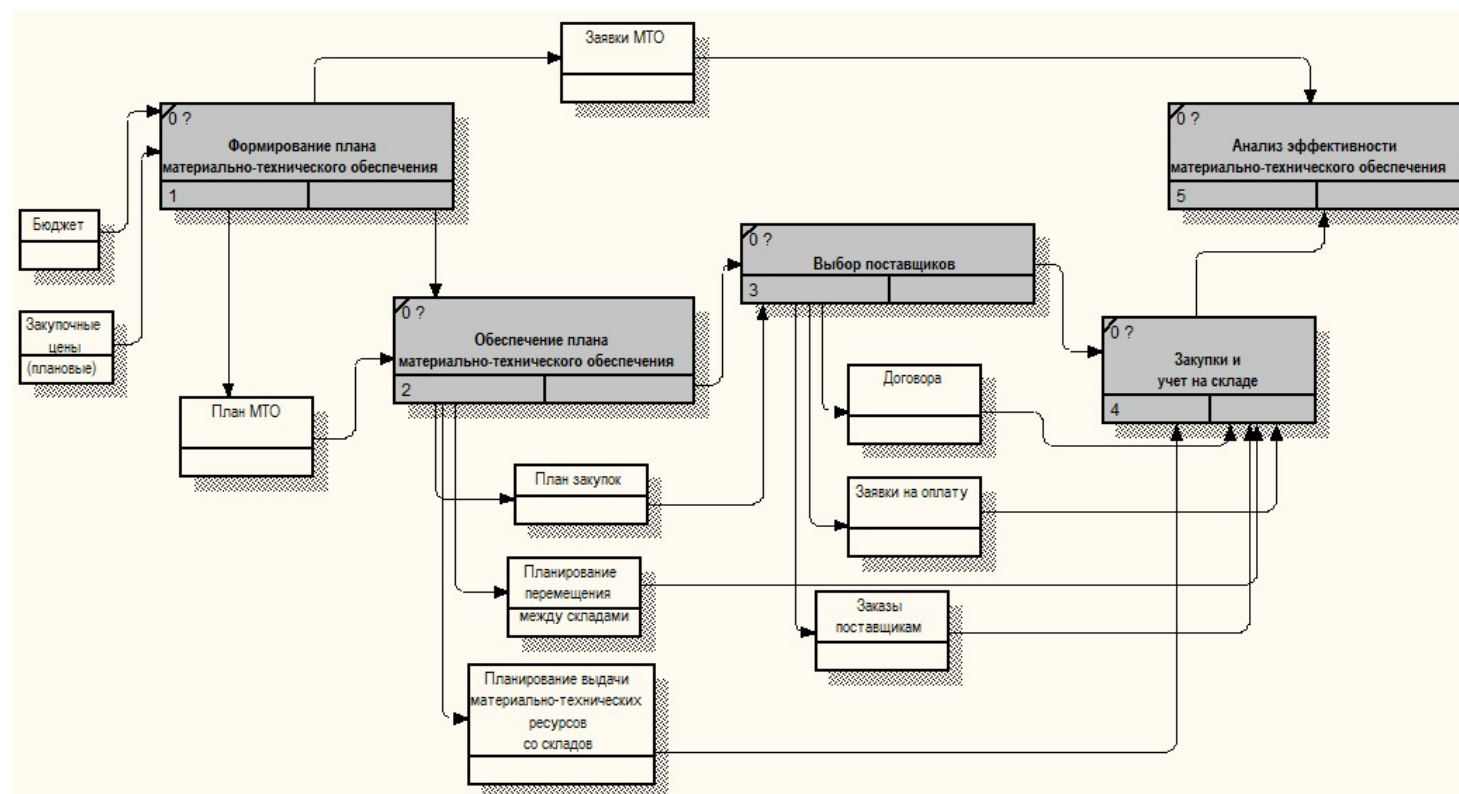 Заявки МТО
0 ?
Формирование плана
материально-технического обеспечения
1
0 ?
Анализ эффективности
материально-технического обеспечения
5
Бюджет
Закупочные
цены
(плановые)
План МТО
0 ?
Обеспечение плана
материально-технического обеспечения
2
0 ?
Выбор поставщиков
3
0 ?
Закупки и
учет на складе
4
Договора
План закупок
Заявки на оплату
Планирование
перемещения
между складами
Заказы
поставщикам
Планирование выдачи
материально-технических
ресурсов
со складов